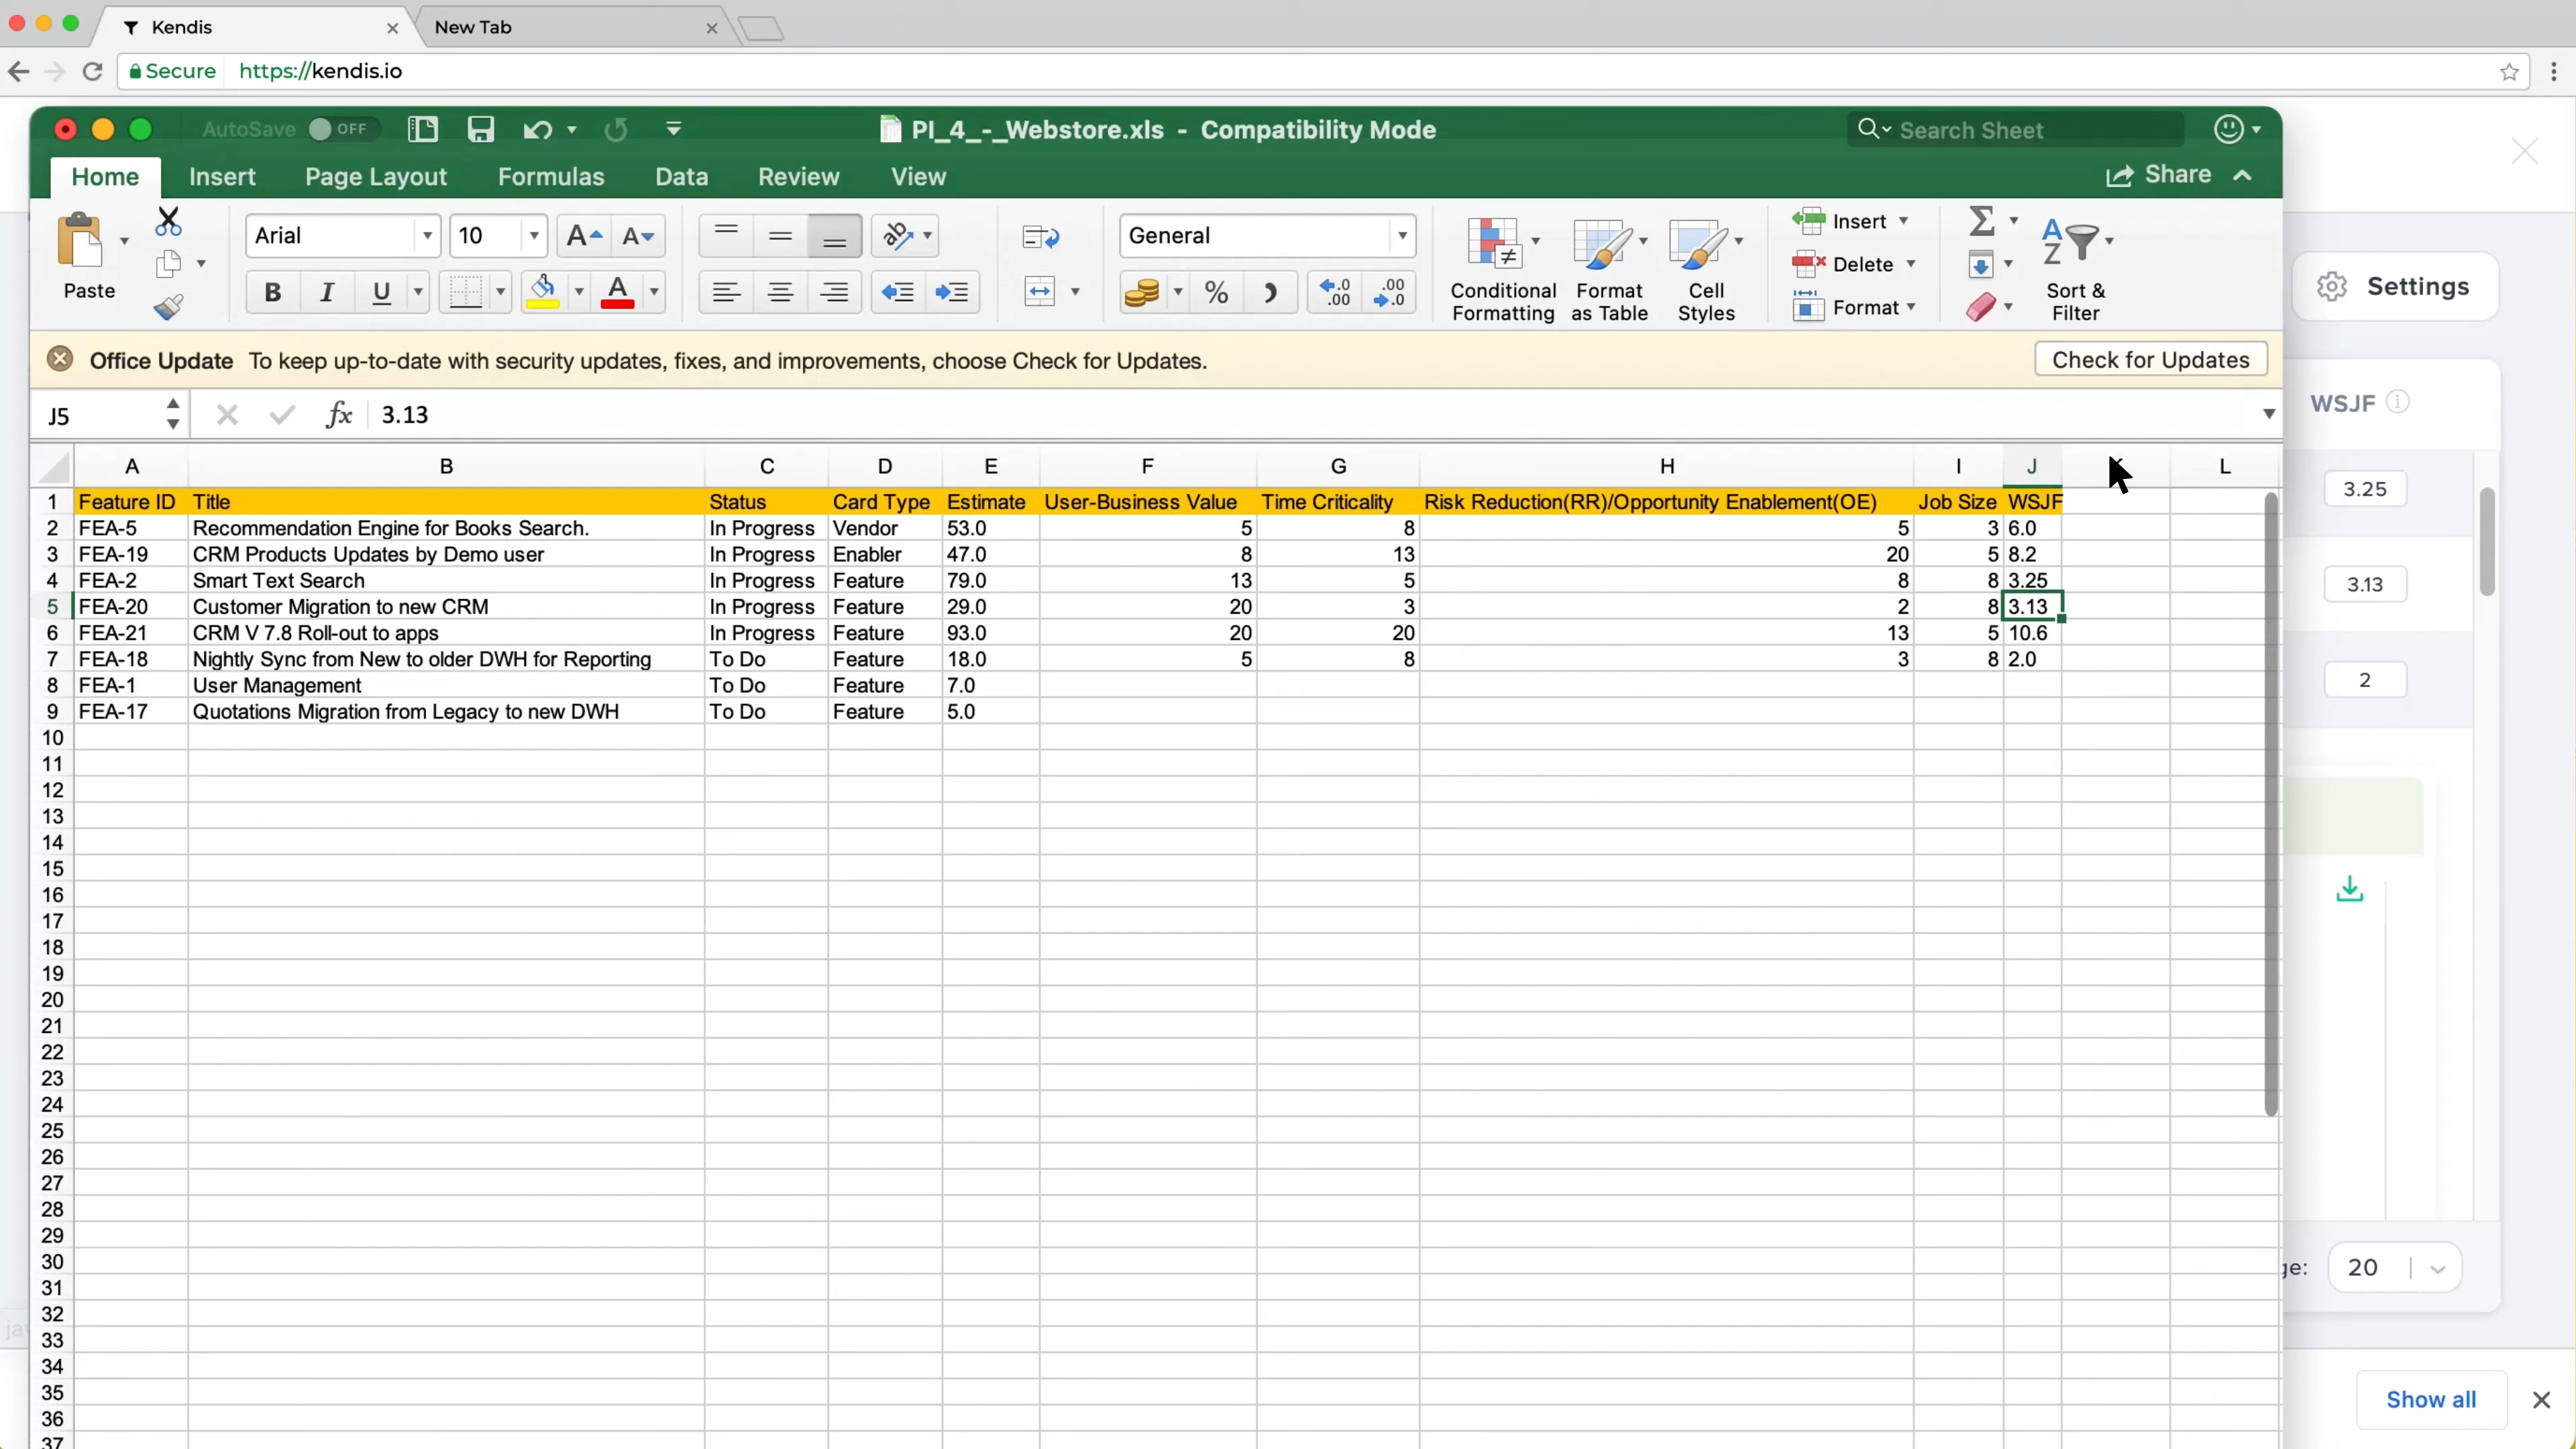 Kendis
New Tab
Secure https://kendis.io
AutoSave OFF
PI_4_-_Webstore.xls - Compatibility Mode
Search Sheet
Home Insert Page Layout Formulas Data Review View
Share
Paste
Arial 10
General
Conditional Formatting
Format as Table
Cell Styles
Insert
Delete
Format
Sort & Filter
Settings
Office Update To keep up-to-date with security updates, fixes, and improvements, choose Check for Updates.
Check for Updates
J5 fx 3.13
WSJF
A B C D E F G H I J K L
1 Feature ID Title Status Card Type Estimate User-Business Value Time Criticality Risk Reduction(RR)/Opportunity Enablement(OE) Job Size WSJF
2 FEA-5 Recommendation Engine for Books Search. In Progress Vendor 53.0 5 8 5 3 6.0
3 FEA-19 CRM Products Updates by Demo user In Progress Enabler 47.0 8 13 20 5 8.2
4 FEA-2 Smart Text Search In Progress Feature 79.0 13 5 8 8 3.25
5 FEA-20 Customer Migration to new CRM In Progress Feature 29.0 20 3 2 8 3.13
6 FEA-21 CRM V 7.8 Roll-out to apps In Progress Feature 93.0 20 20 13 5 10.6
7 FEA-18 Nightly Sync from New to older DWH for Reporting To Do Feature 18.0 5 8 3 8 2.0
8 FEA-1 User Management To Do Feature 7.0
9 FEA-17 Quotations Migration from Legacy to new DWH To Do Feature 5.0
10
11
12
13
14
15
16
17
18
19
20
21
22
23
24
25
26
27
28
29
30
31
32
33
34
35
36
37
3.25
3.13
2
ge: 20
Show all